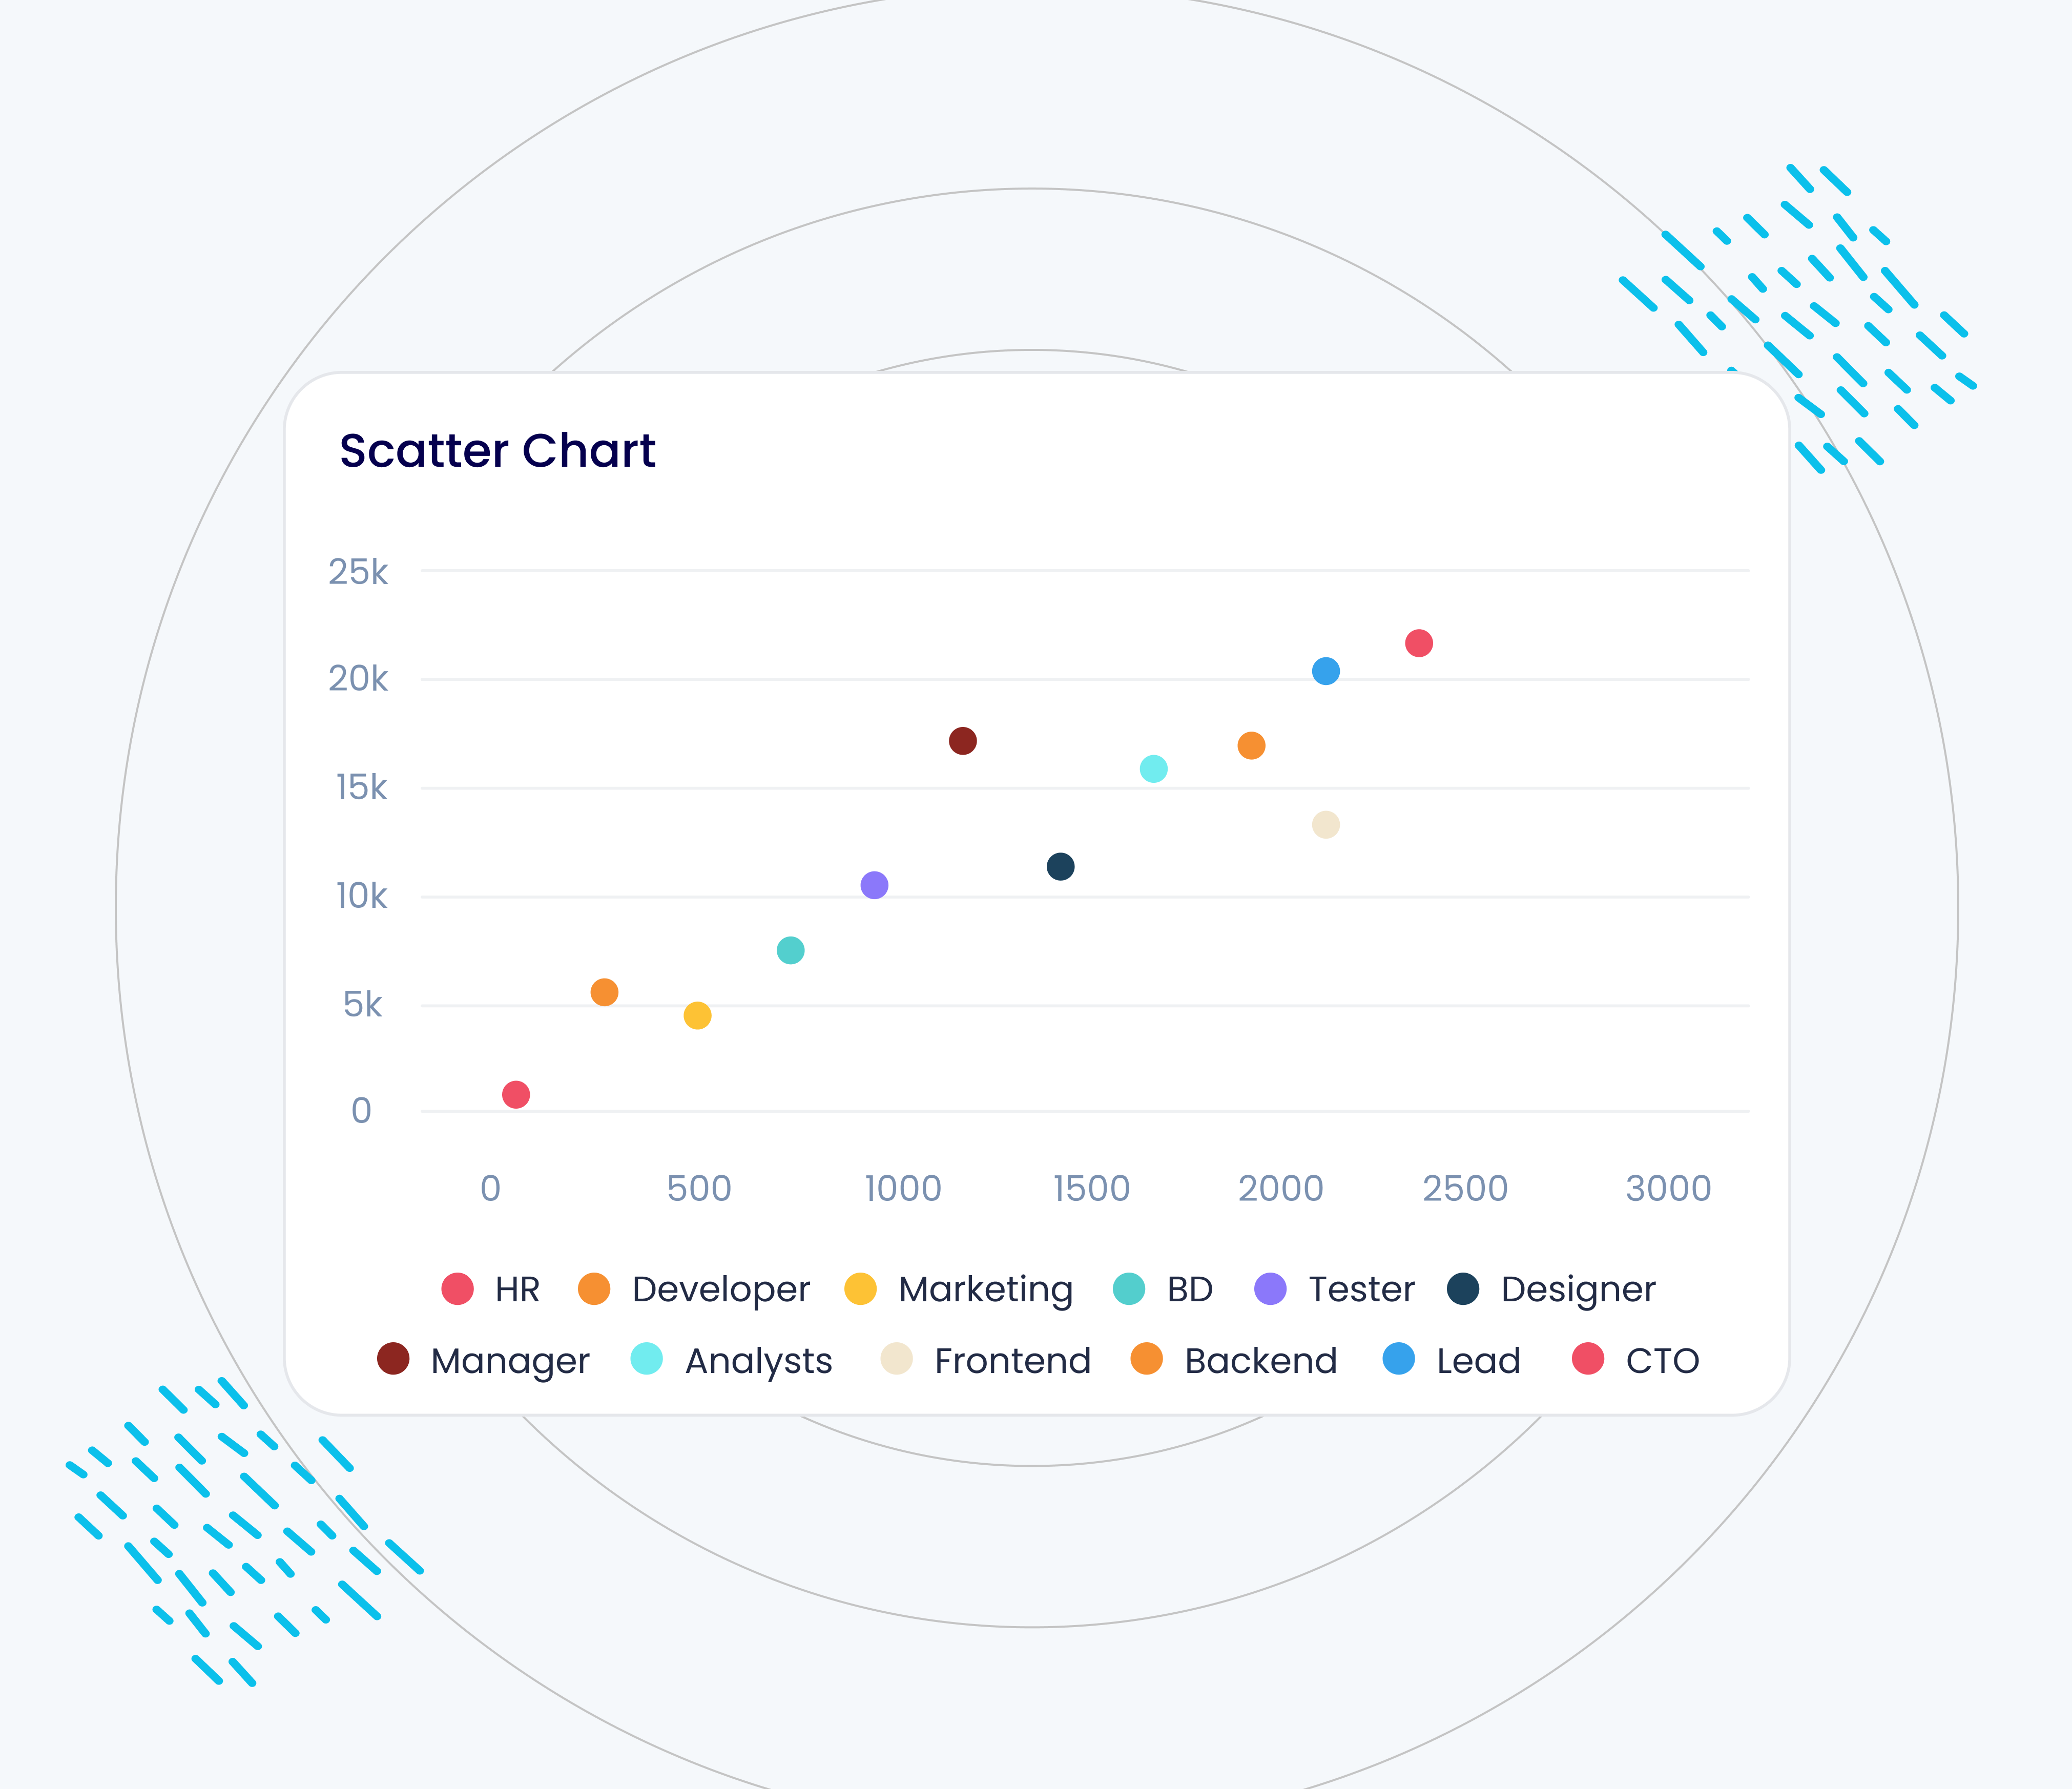 Scatter Chart
25k
20k
15k
10k
5k
0
0 500 1000 1500 2000 2500 3000
HR Developer Marketing BD Tester Designer
Manager Analysts Frontend Backend Lead CTO